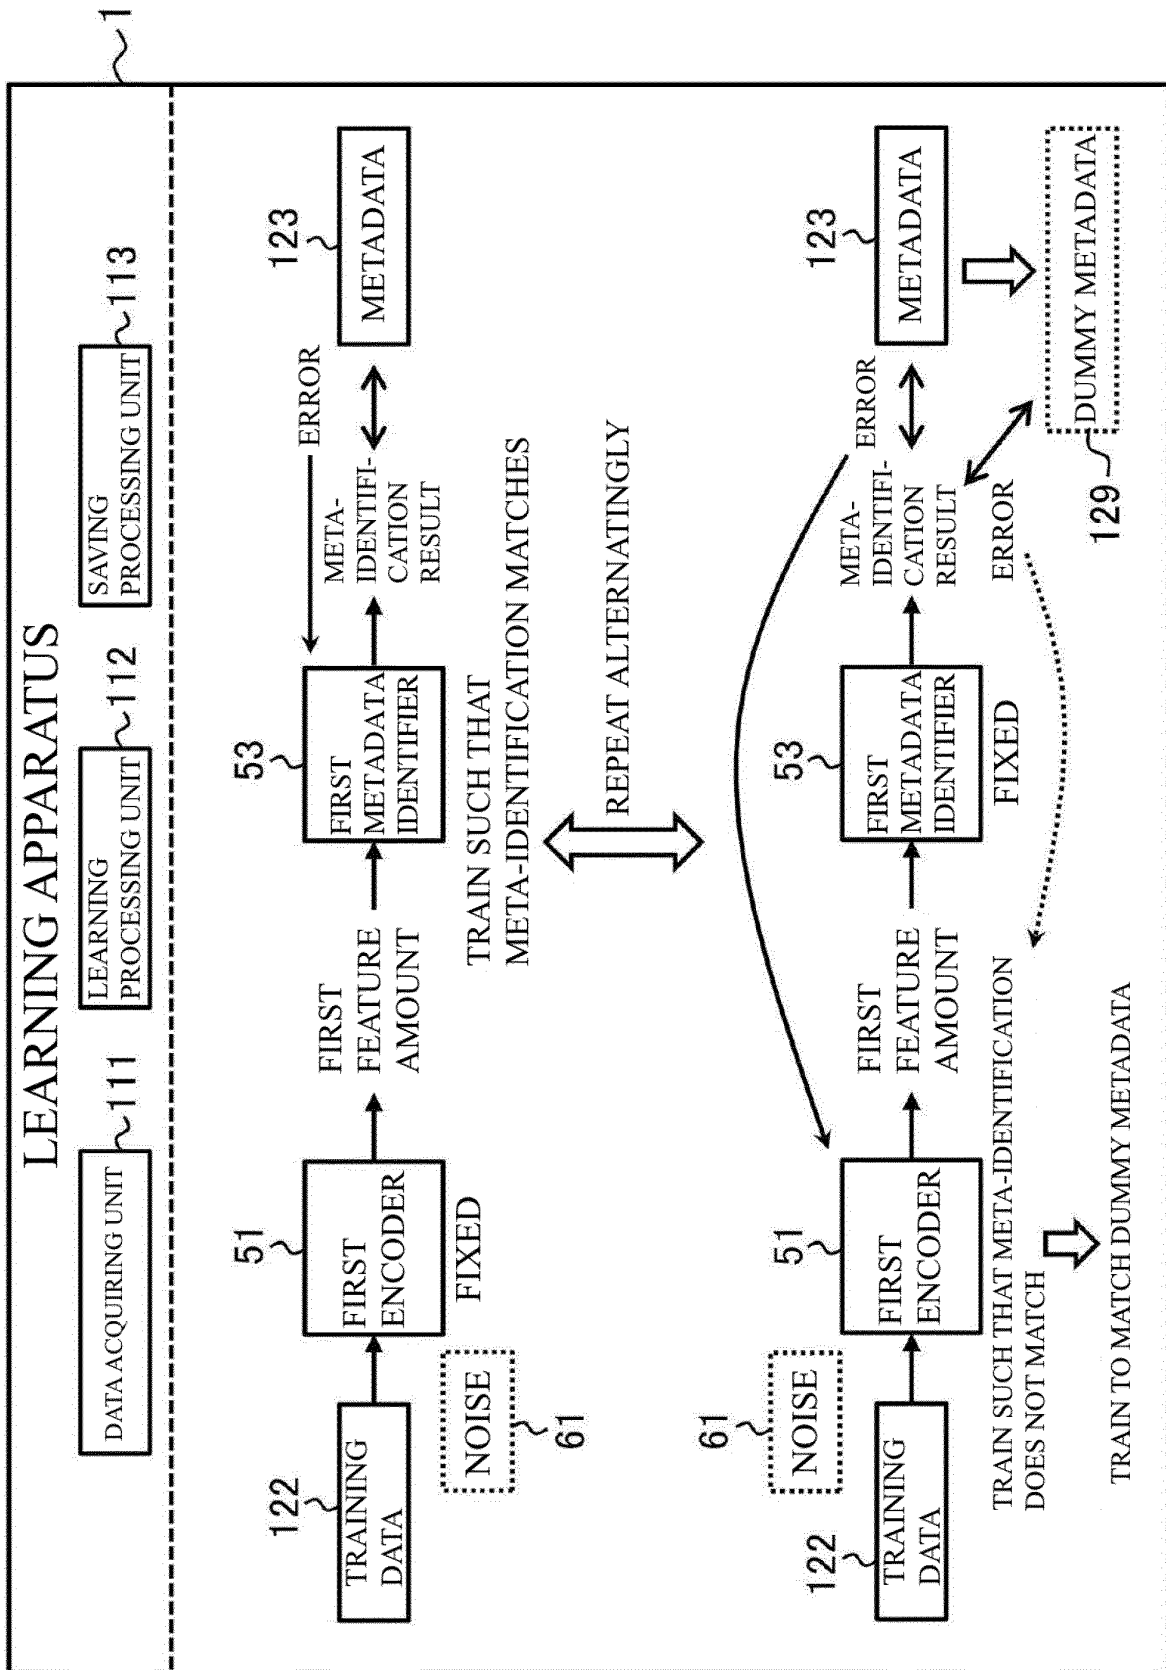 1
LEARNING APPARATUS
111
112
113
DATA ACQUIRING UNIT
LEARNING
PROCESSING UNIT
SAVING
PROCESSING UNIT
122
51
53
123
TRAINING
DATA
FIRST
ENCODER
FIRST
FEATURE
AMOUNT
FIRST
METADATA
IDENTIFIER
META-
IDENTIFI-
CATION
RESULT
ERROR
METADATA
NOISE
61
FIXED
TRAIN SUCH THAT
META-IDENTIFICATION MATCHES
REPEAT ALTERNATINGLY
61
NOISE
122
51
53
123
TRAINING
DATA
FIRST
ENCODER
FIRST
FEATURE
AMOUNT
FIRST
METADATA
IDENTIFIER
META-
IDENTIFI-
CATION
RESULT
ERROR
METADATA
FIXED
ERROR
TRAIN SUCH THAT META-IDENTIFICATION
DOES NOT MATCH
129
DUMMY METADATA
TRAIN TO MATCH DUMMY METADATA